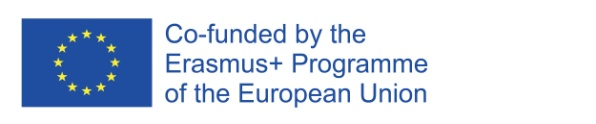 Co-funded by the
Erasmus+ Programme
of the European Union